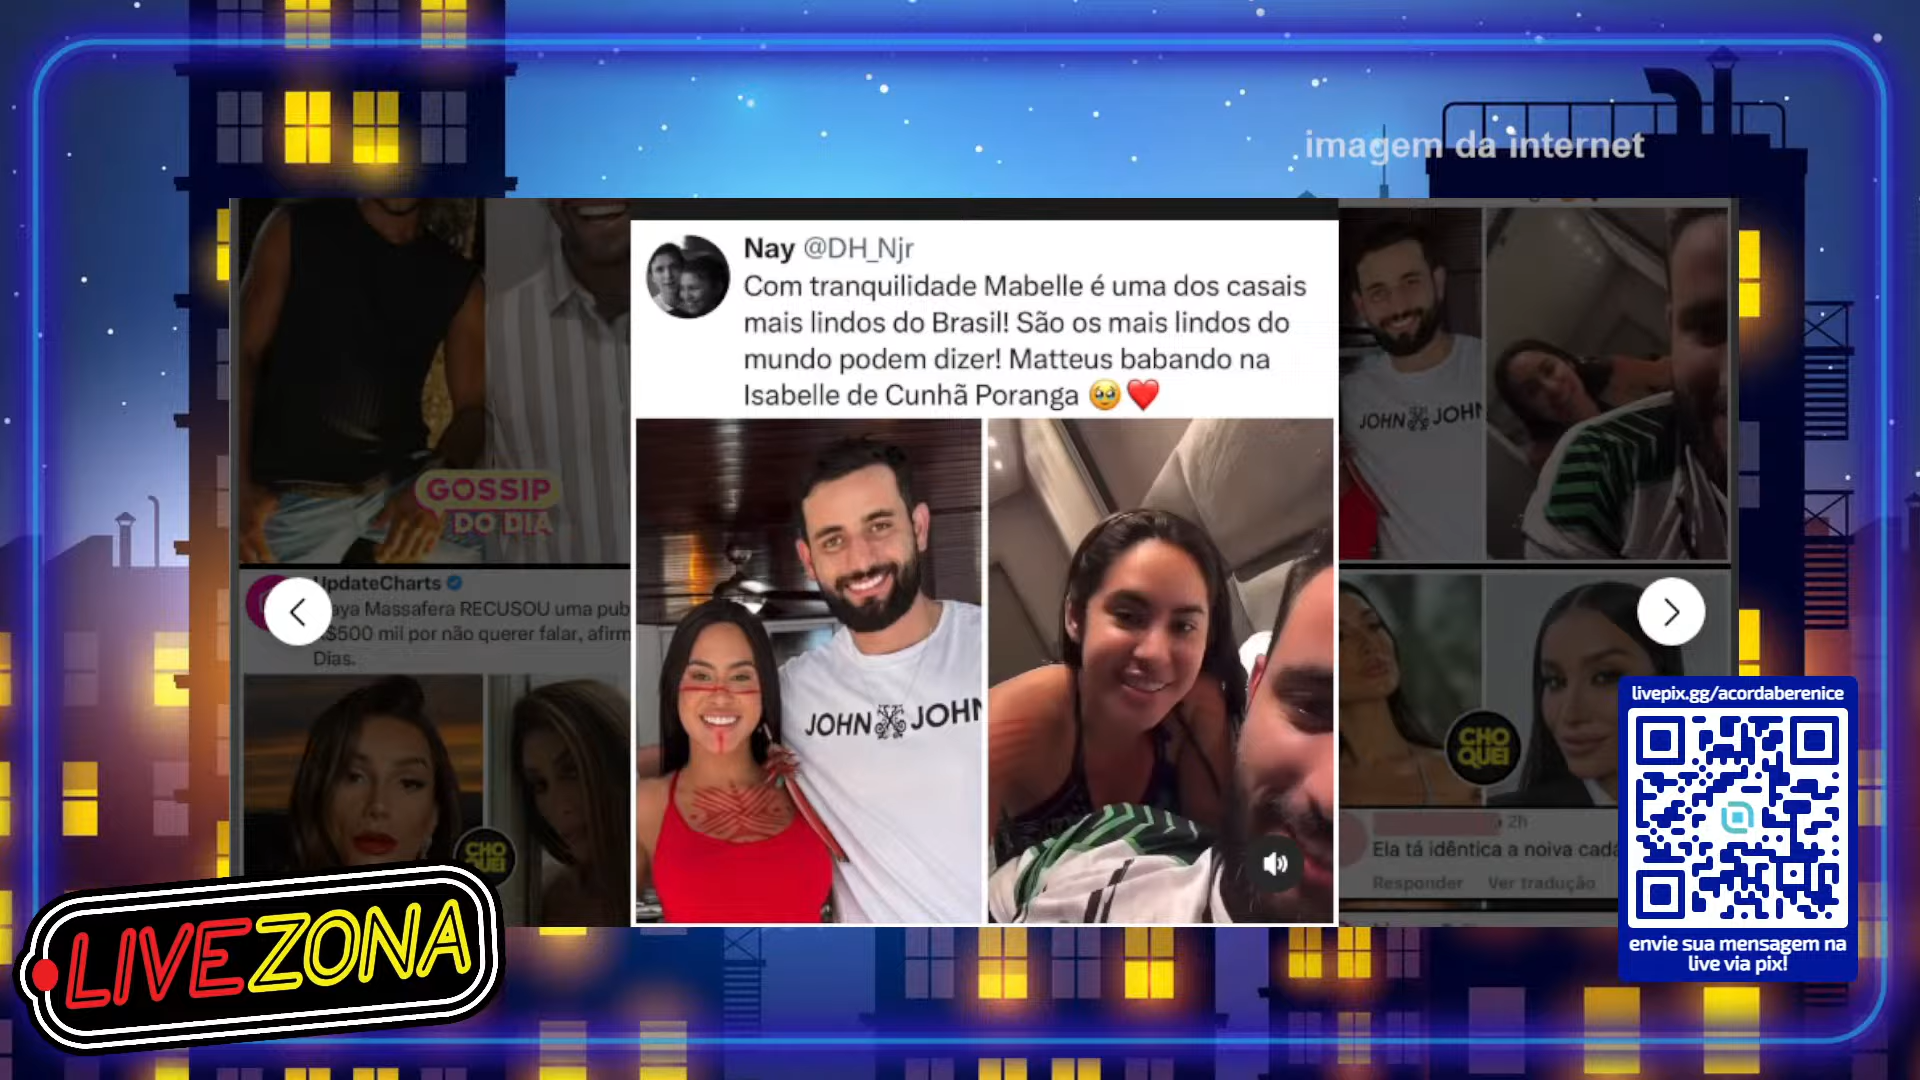 imagem da internet
Nay @DH_Njr
Com tranquilidade Mabelle é uma dos casais
mais lindos do Brasil! São os mais lindos do
mundo podem dizer! Matteus babando na
Isabelle de Cunhã Poranga 🥹❤️
JOHN JOHN
JOHN JOHN
GOSSIP
DO DIA
UpdateCharts
aya Massafera RECUSOU uma pub
$500 mil por não querer falar, afirm
Dias.
CHO
QUEI
CHO
QUEI
2h
Ela tá idêntica a noiva cadá
Responder Ver tradução
LIVEZONA
livepix.gg/acordaberenice
envie sua mensagem na
live via pix!